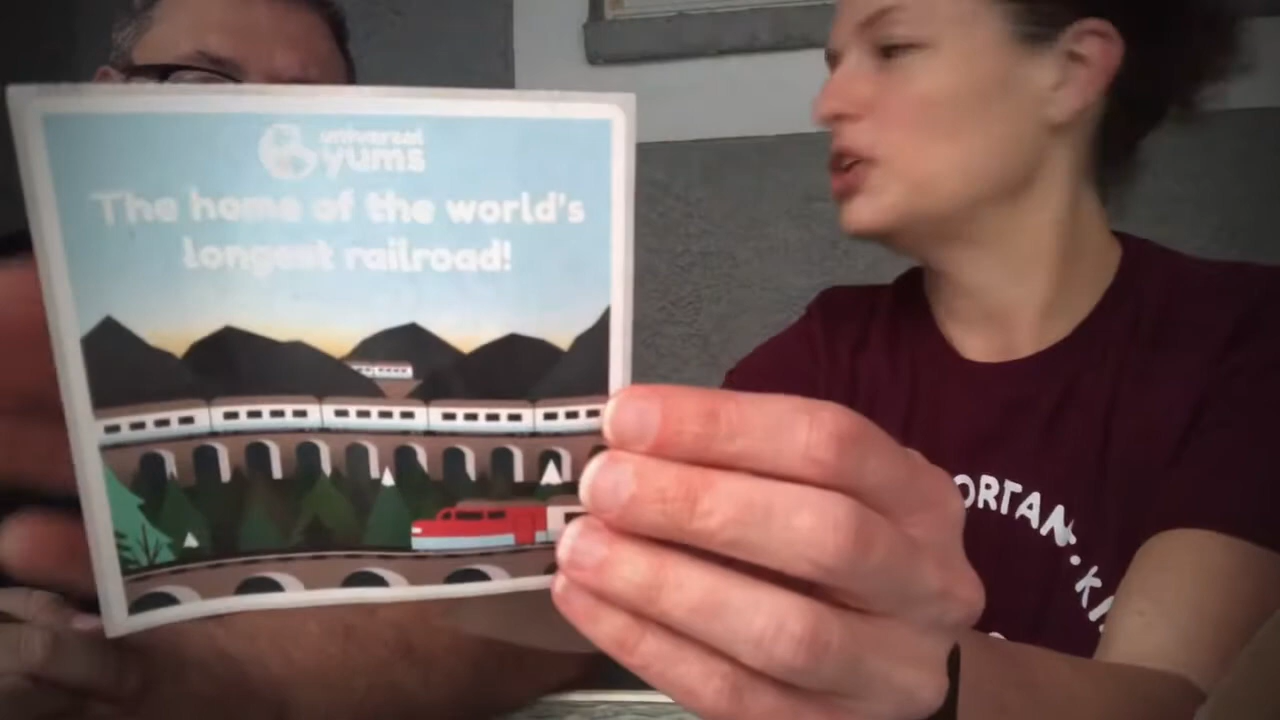 universal
yums
The home of the world's
longest railroad!
ORTAN